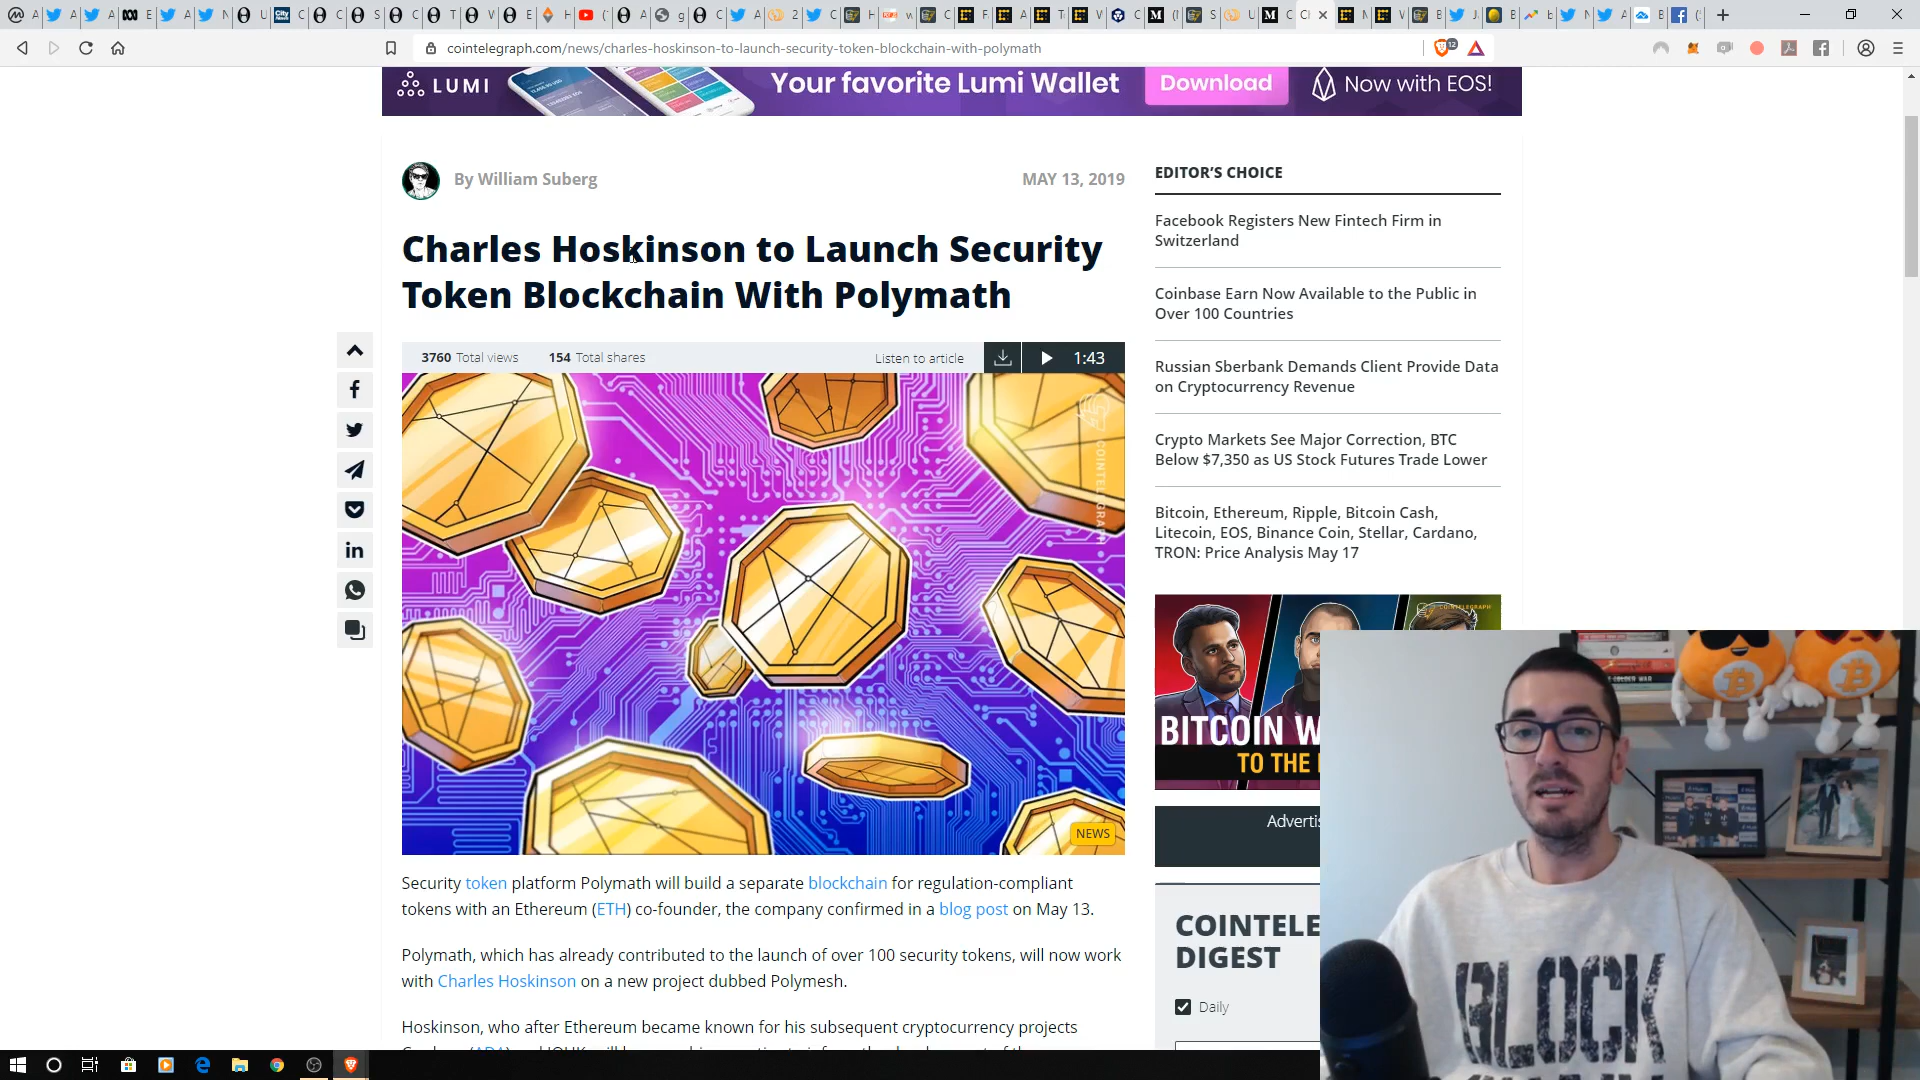 cointelegraph.com/news/charles-hoskinson-to-launch-security-token-blockchain-with-polymath
12
LUMI
Your favorite Lumi Wallet
Download
Now with EOS!
By William Suberg
MAY 13, 2019
Charles Hoskinson to Launch Security
Token Blockchain With Polymath
3760 Total views
154 Total shares
Listen to article
1:43
COINTELEGRAPH
NEWS
Security token platform Polymath will build a separate blockchain for regulation-compliant
tokens with an Ethereum (ETH) co-founder, the company confirmed in a blog post on May 13.
Polymath, which has already contributed to the launch of over 100 security tokens, will now work
with Charles Hoskinson on a new project dubbed Polymesh.
Hoskinson, who after Ethereum became known for his subsequent cryptocurrency projects
EDITOR'S CHOICE
Facebook Registers New Fintech Firm in
Switzerland
Coinbase Earn Now Available to the Public in
Over 100 Countries
Russian Sberbank Demands Client Provide Data
on Cryptocurrency Revenue
Crypto Markets See Major Correction, BTC
Below $7,350 as US Stock Futures Trade Lower
Bitcoin, Ethereum, Ripple, Bitcoin Cash,
Litecoin, EOS, Binance Coin, Stellar, Cardano,
TRON: Price Analysis May 17
COINTELEGRAPH
BITCOIN W
TO THE
Adverti
COINTELE
DIGEST
Daily
BLOCK